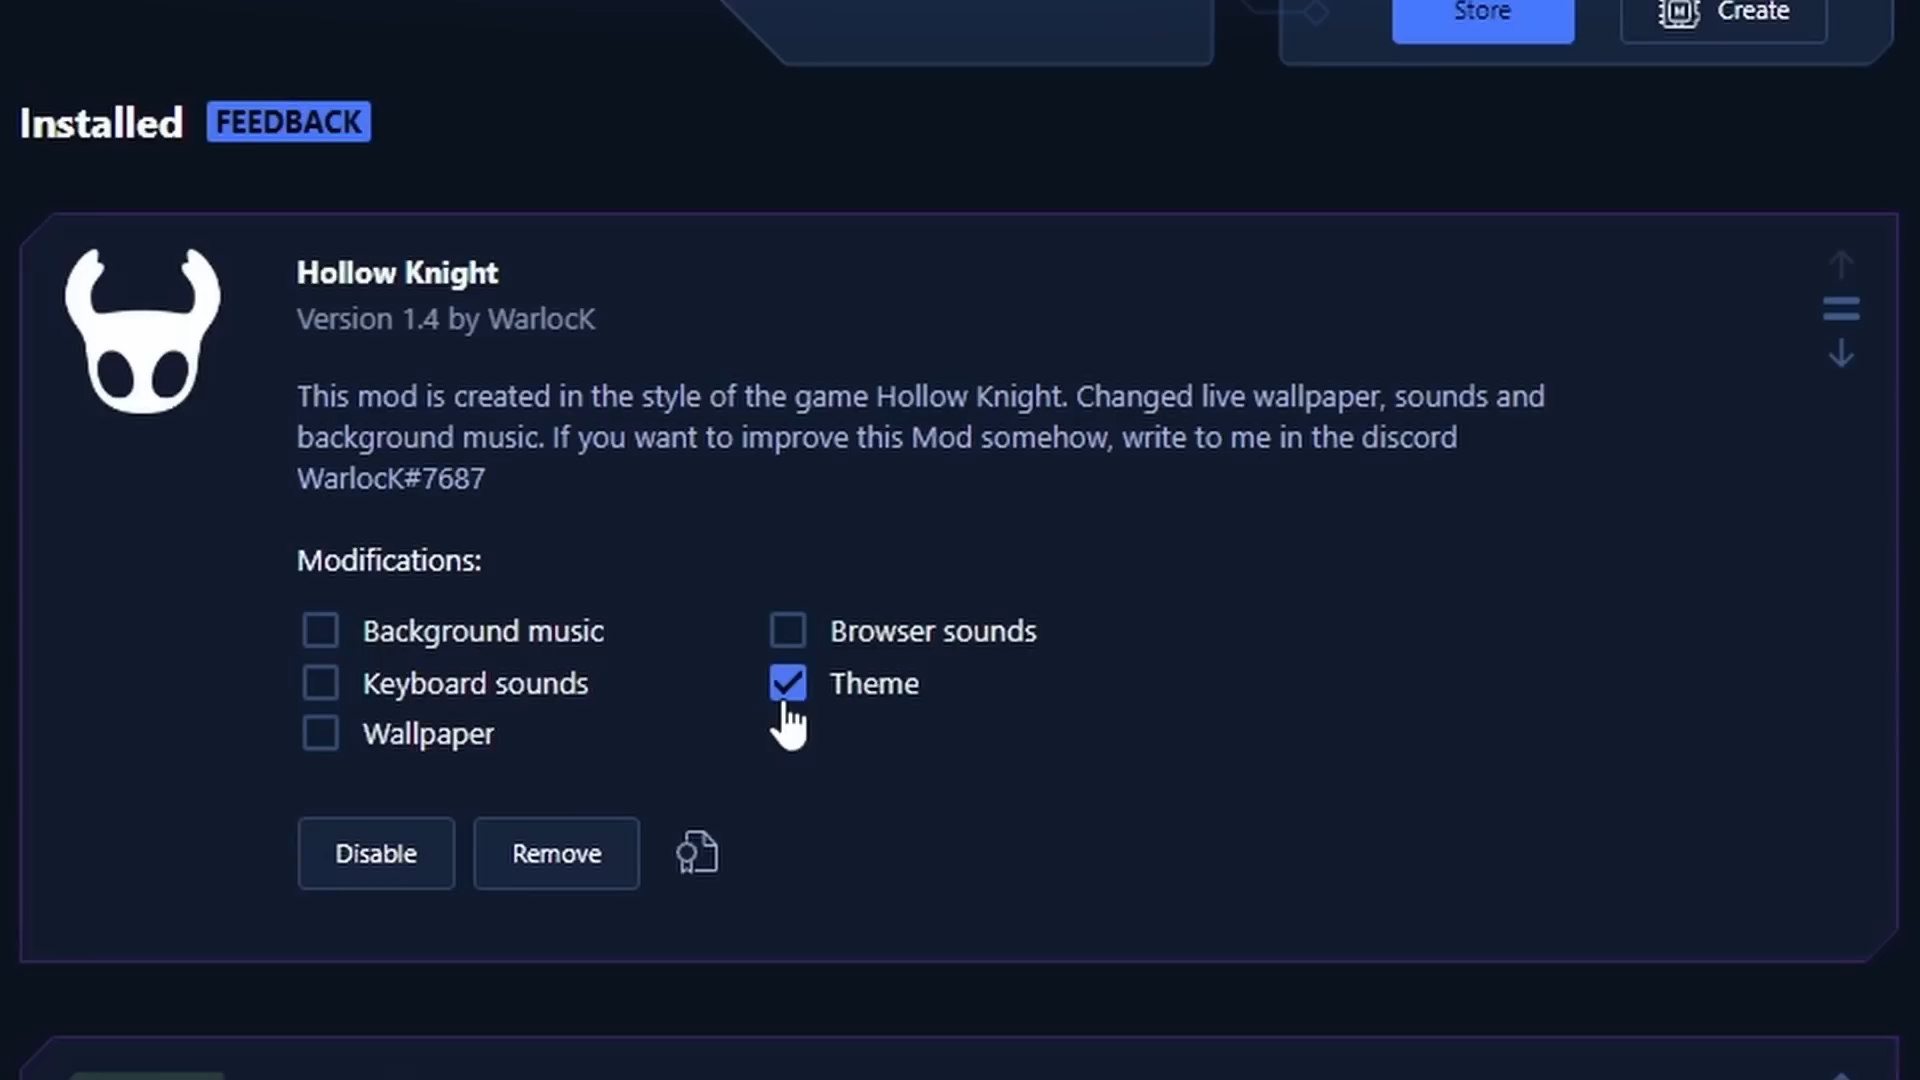 Store
Create
Installed
FEEDBACK
Hollow Knight
Version 1.4 by WarlocK
This mod is created in the style of the game Hollow Knight. Changed live wallpaper, sounds and
background music. If you want to improve this Mod somehow, write to me in the discord
WarlocK#7687
Modifications:
Background music
Browser sounds
Keyboard sounds
Theme
Wallpaper
Disable
Remove